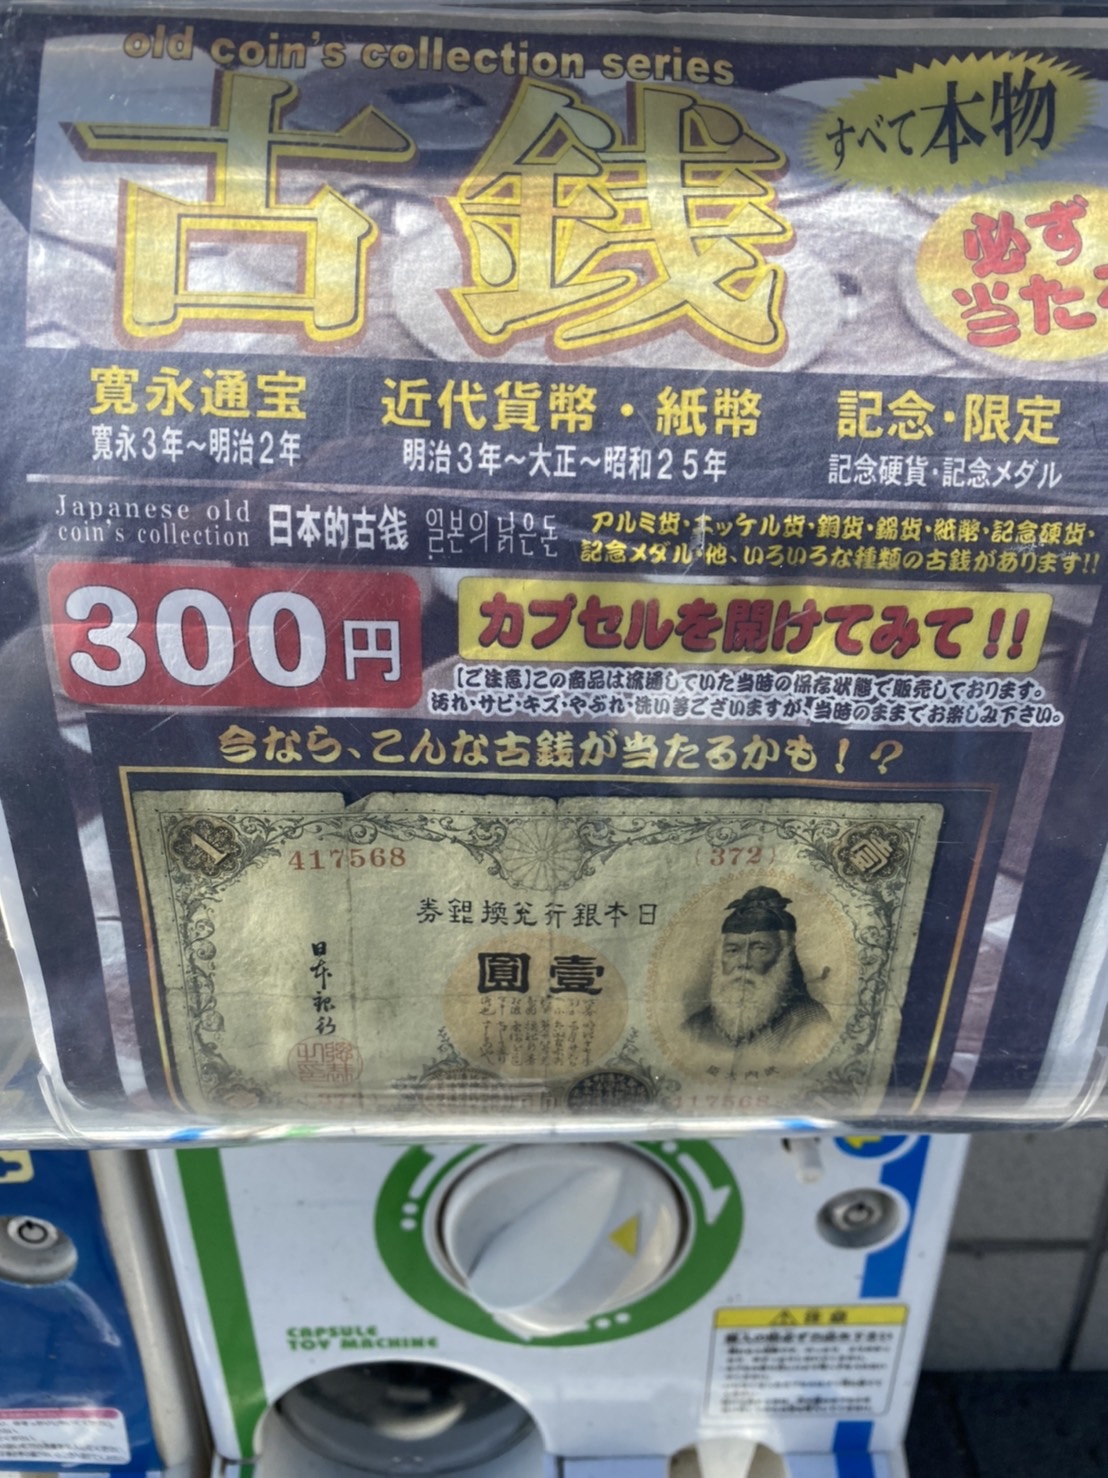 old coin's collection series
古銭
すべて本物
必ず
当た
寛永通宝
寛永3年〜明治2年
近代貨幣・紙幣
明治3年〜大正〜昭和25年
記念・限定
記念硬貨・記念メダル
Japanese old
coin's collection
日本的古钱
일본의 낡은 돈
アルミ貨・ニッケル貨・銅貨・錫貨・紙幣・記念硬貨・
記念メダル・他、いろいろな種類の古銭があります!!
300円
カプセルを開けてみて!!
【ご注意】この商品は流通していた当時の保存状態で販売しております。
汚れ・サビ・キズ・やぶれ・洗い等ございますが、当時のままでお楽しみ下さい。
今なら、こんな古銭が当たるかも!?
1
417568
(372)
壹
券銀換兌行銀本日
圓壹
日本銀行
417568
CAPSULE
TOY MACHINE
注意